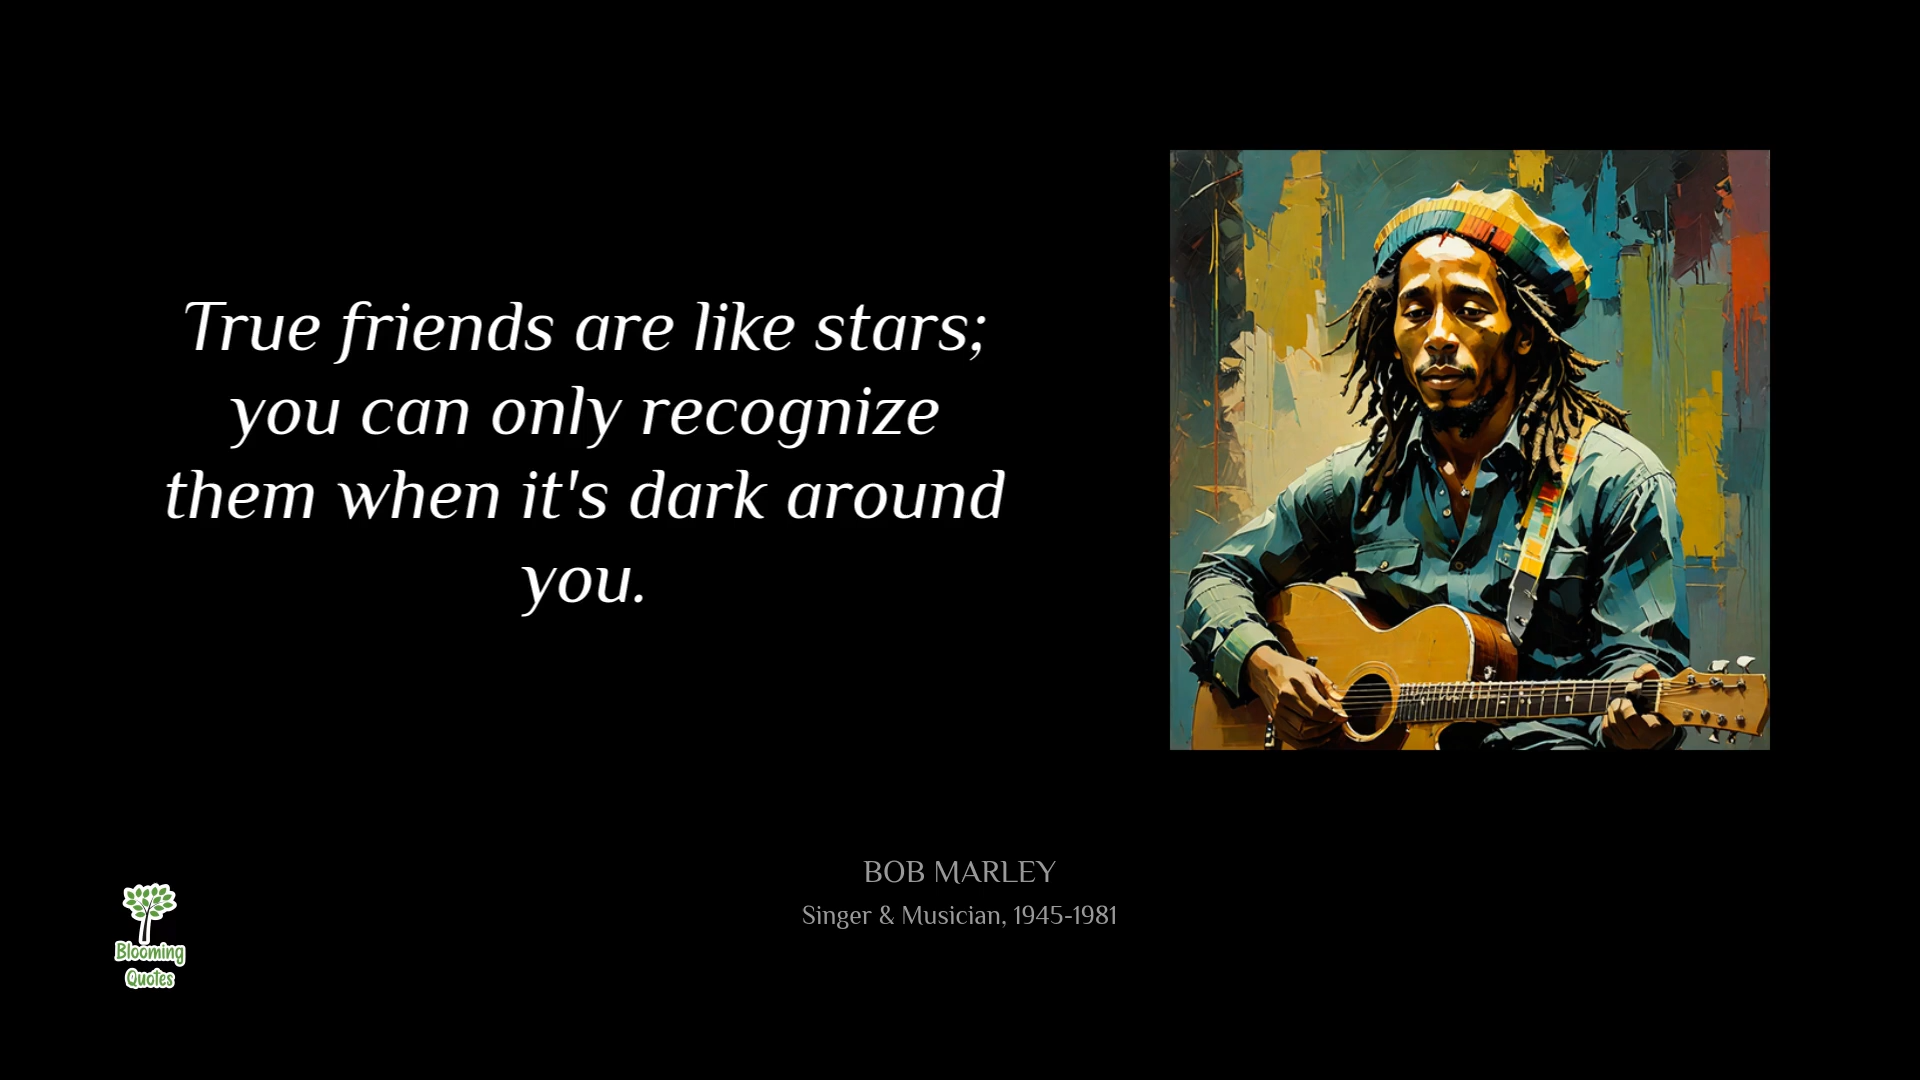 True friends are like stars;
you can only recognize
them when it's dark around
you.
BOB MARLEY
Singer & Musician, 1945-1981
Blooming
Quotes